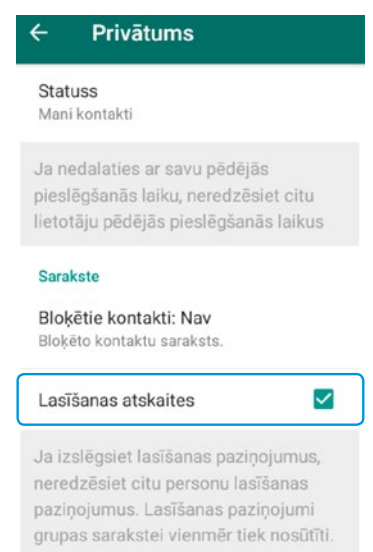 Privātums
Statuss
Mani kontakti
Ja nedalaties ar savu pēdējās
pieslēgšanās laiku, neredzēsiet citu
lietotāju pēdējās pieslēgšanās laikus
Sarakste
Bloķētie kontakti: Nav
Bloķēto kontaktu saraksts.
Lasīšanas atskaites
Ja izslēgsiet lasīšanas paziņojumus,
neredzēsiet citu personu lasīšanas
paziņojumus. Lasīšanas paziņojumi
grupas sarakstei vienmēr tiek nosūtīti.